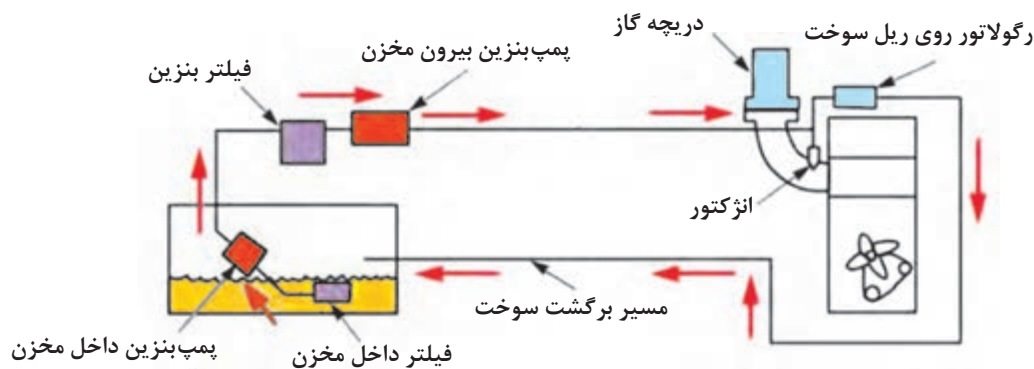 رگولاتور روی ریل سوخت
دریچه گاز
پمپ‌بنزین بیرون مخزن
فیلتر بنزین
انژکتور
مسیر برگشت سوخت
فیلتر داخل مخزن
پمپ‌بنزین داخل مخزن